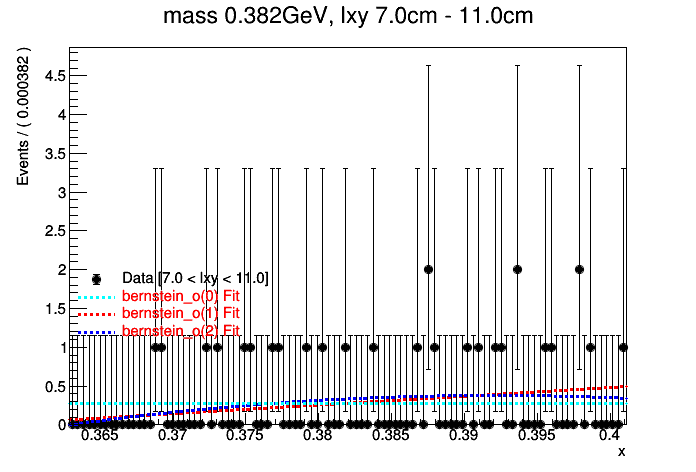 mass 0.382GeV, lxy 7.0cm - 11.0cm
Events / ( 0.000382 )
4.5
4
3.5
3
2.5
2
1.5
1
0.5
0
Data [7.0 < lxy < 11.0]
bernstein_o(0) Fit
bernstein_o(1) Fit
bernstein_o(2) Fit
0.365 0.37 0.375 0.38 0.385 0.39 0.395 0.4
x